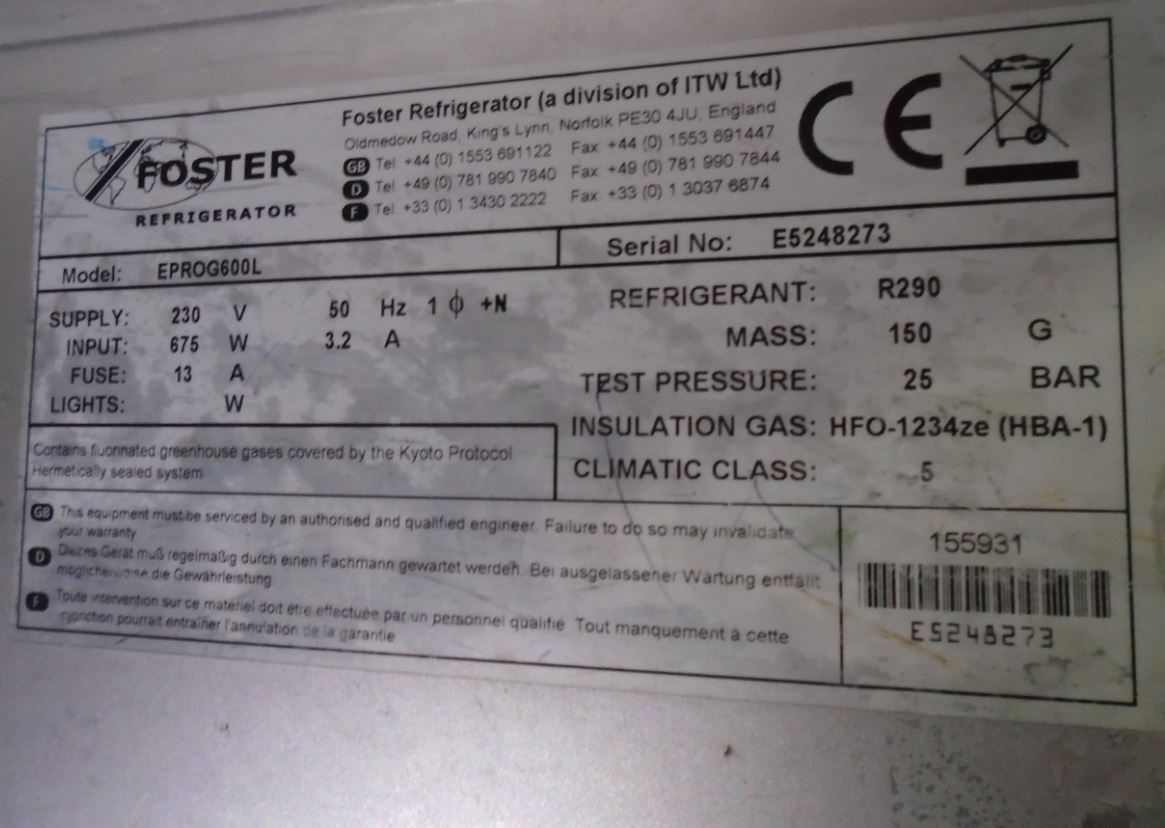 FOSTER
REFRIGERATOR
Foster Refrigerator (a division of ITW Ltd)
Oldmedow Road, King's Lynn, Norfolk PE30 4JU, England
GB Tel: +44 (0) 1553 691122 Fax: +44 (0) 1553 691447
D Tel: +49 (0) 781 990 7840 Fax: +49 (0) 781 990 7844
F Tel: +33 (0) 1 3430 2222 Fax: +33 (0) 1 3037 6874
CE
Model: EPROG600L
Serial No: E5248273
SUPPLY: 230 V 50 Hz 1 ϕ +N
INPUT: 675 W 3.2 A
FUSE: 13 A
LIGHTS: W
REFRIGERANT: R290
MASS: 150 G
TEST PRESSURE: 25 BAR
INSULATION GAS: HFO-1234ze (HBA-1)
CLIMATIC CLASS: 5
Contains fluorinated greenhouse gases covered by the Kyoto Protocol
Hermetically sealed system
GB This equipment must be serviced by an authorised and qualified engineer. Failure to do so may invalidate
your warranty
D Dieses Gerät muß regelmäßig durch einen Fachmann gewartet werden. Bei ausgelassener Wartung entfällt
möglicherweise die Gewährleistung
F Toute intervention sur ce matériel doit être effectuée par un personnel qualifié. Tout manquement à cette
injonction pourrait entraîner l'annulation de la garantie
155931
E5248273